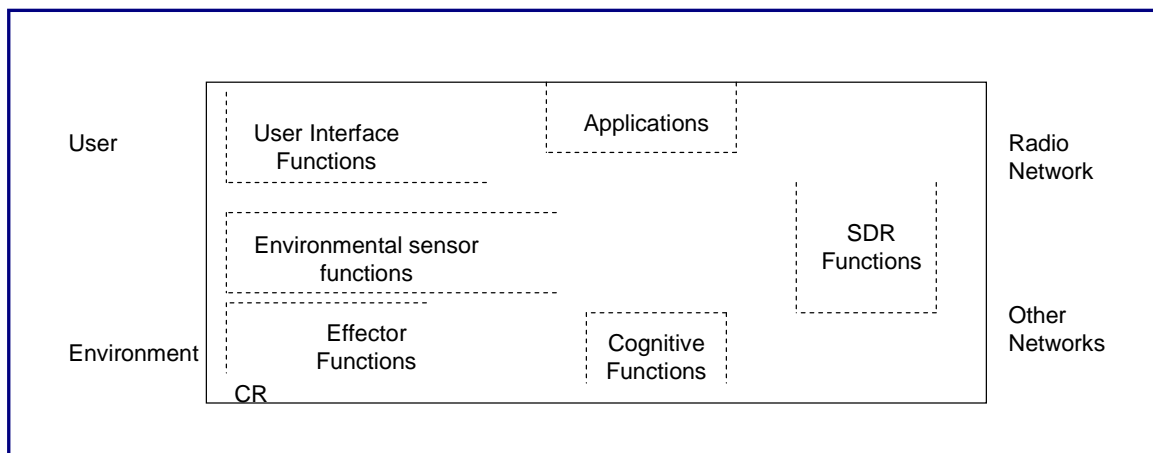 User
User Interface
Functions
Applications
Radio
Network
Environmental sensor
functions
SDR
Functions
Environment
Effector
Functions
Cognitive
Functions
Other
Networks
CR